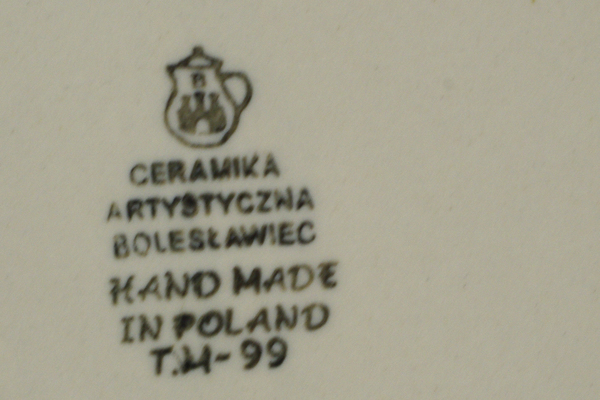 B
CERAMIKA
ARTYSTYCZNA
BOLESŁAWIEC
HAND MADE
IN POLAND
T.H-99